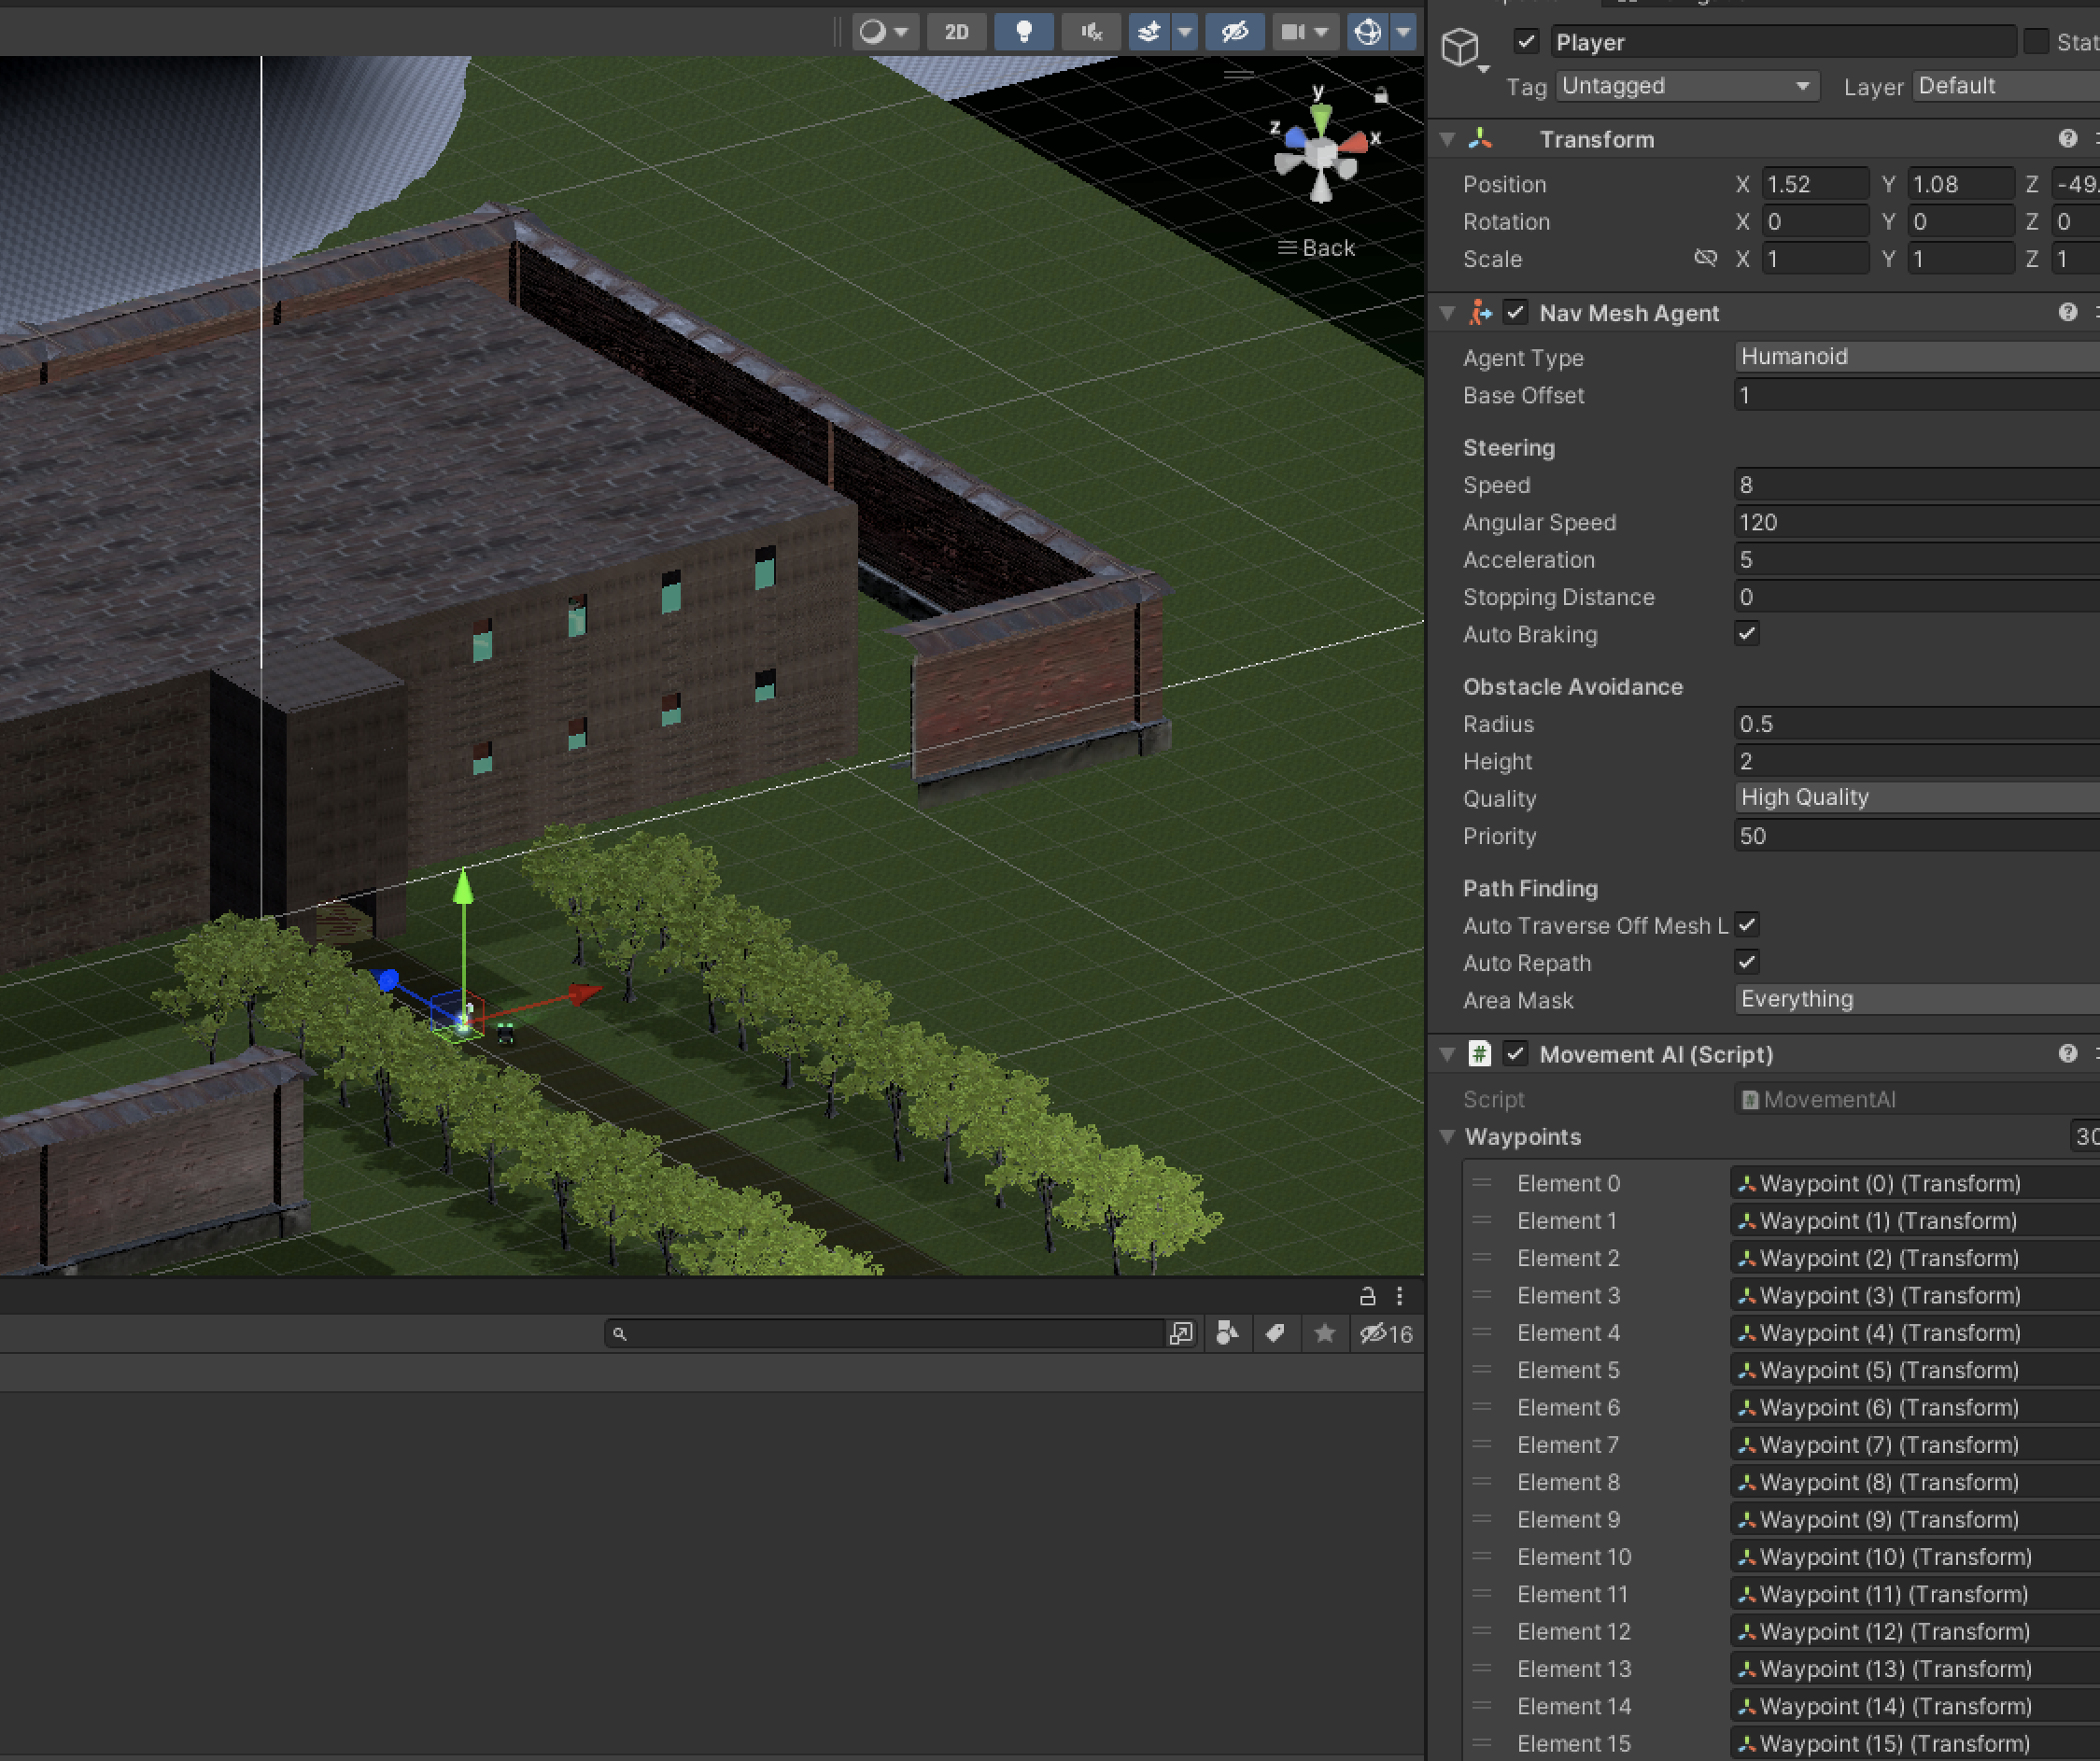 2D
y
z
x
Back
16
Player
Stat
Tag
Untagged
Layer
Default
Transform
Position X 1.52 Y 1.08 Z -49.
Rotation X 0 Y 0 Z 0
Scale X 1 Y 1 Z 1
Nav Mesh Agent
Agent Type Humanoid
Base Offset 1
Steering
Speed 8
Angular Speed 120
Acceleration 5
Stopping Distance 0
Auto Braking
Obstacle Avoidance
Radius 0.5
Height 2
Quality High Quality
Priority 50
Path Finding
Auto Traverse Off Mesh L
Auto Repath
Area Mask Everything
# Movement AI (Script)
Script # MovementAI
Waypoints 30
Element 0 Waypoint (0) (Transform)
Element 1 Waypoint (1) (Transform)
Element 2 Waypoint (2) (Transform)
Element 3 Waypoint (3) (Transform)
Element 4 Waypoint (4) (Transform)
Element 5 Waypoint (5) (Transform)
Element 6 Waypoint (6) (Transform)
Element 7 Waypoint (7) (Transform)
Element 8 Waypoint (8) (Transform)
Element 9 Waypoint (9) (Transform)
Element 10 Waypoint (10) (Transform)
Element 11 Waypoint (11) (Transform)
Element 12 Waypoint (12) (Transform)
Element 13 Waypoint (13) (Transform)
Element 14 Waypoint (14) (Transform)
Element 15 Waypoint (15) (Transform)